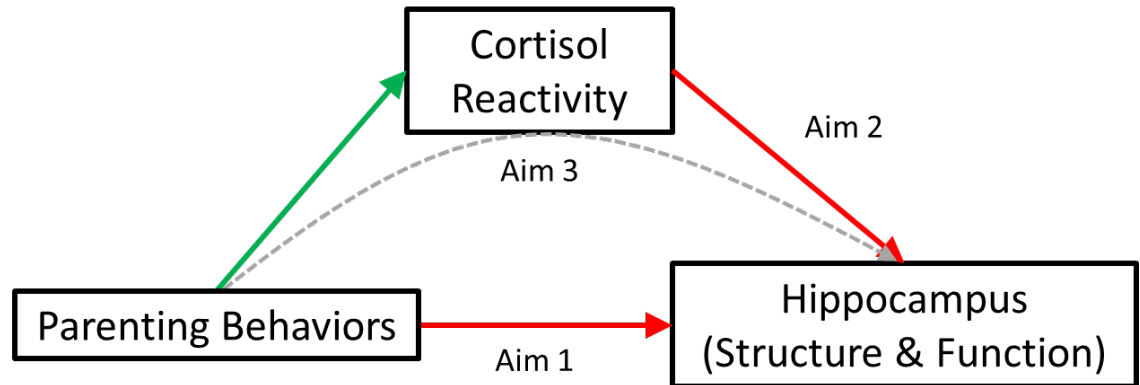 Cortisol
Reactivity
Aim 2
Aim 3
Parenting Behaviors
Aim 1
Hippocampus
(Structure & Function)